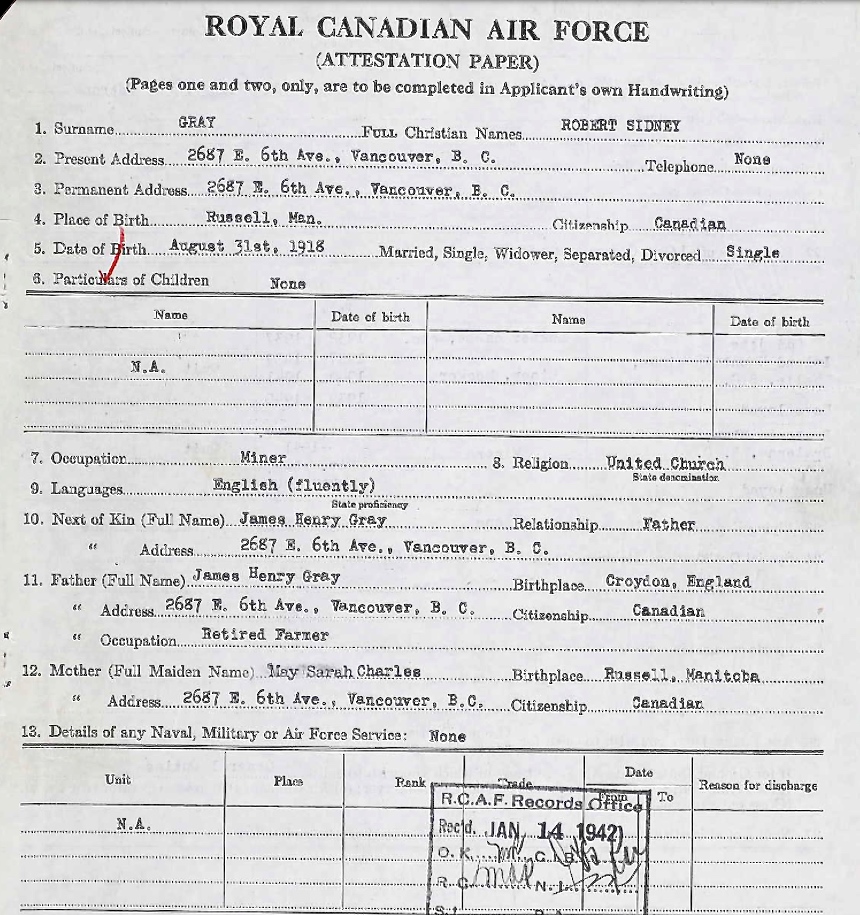 ROYAL CANADIAN AIR FORCE
(ATTESTATION PAPER)
(Pages one and two, only, are to be completed in Applicant's own Handwriting)
1. Surname GRAY FULL Christian Names ROBERT SIDNEY
2. Present Address 2687 E. 6th Ave., Vancouver, B. C. Telephone None
3. Permanent Address 2687 E. 6th Ave., Vancouver, B. C.
4. Place of Birth Russell, Man. Citizenship Canadian
5. Date of Birth August 31st, 1918 Married, Single, Widower, Separated, Divorced Single
6. Particulars of Children None
Name Date of birth Name Date of birth
N.A.
7. Occupation Miner 8. Religion United Church
State denomination
9. Languages English (fluently)
State proficiency
10. Next of Kin (Full Name) James Henry Gray Relationship Father
" Address 2687 E. 6th Ave., Vancouver, B. C.
11. Father (Full Name) James Henry Gray Birthplace Croydon, England
" Address 2687 E. 6th Ave., Vancouver, B. C. Citizenship Canadian
" Occupation Retired Farmer
12. Mother (Full Maiden Name) May Sarah Charles Birthplace Russell, Manitoba
" Address 2687 E. 6th Ave., Vancouver, B.C. Citizenship Canadian
13. Details of any Naval, Military or Air Force Service: None
Unit Place Rank Trade Date From To Reason for discharge
R.C.A.F. Records Office
N.A.
Rec'd. JAN. 14 1942
O.K.